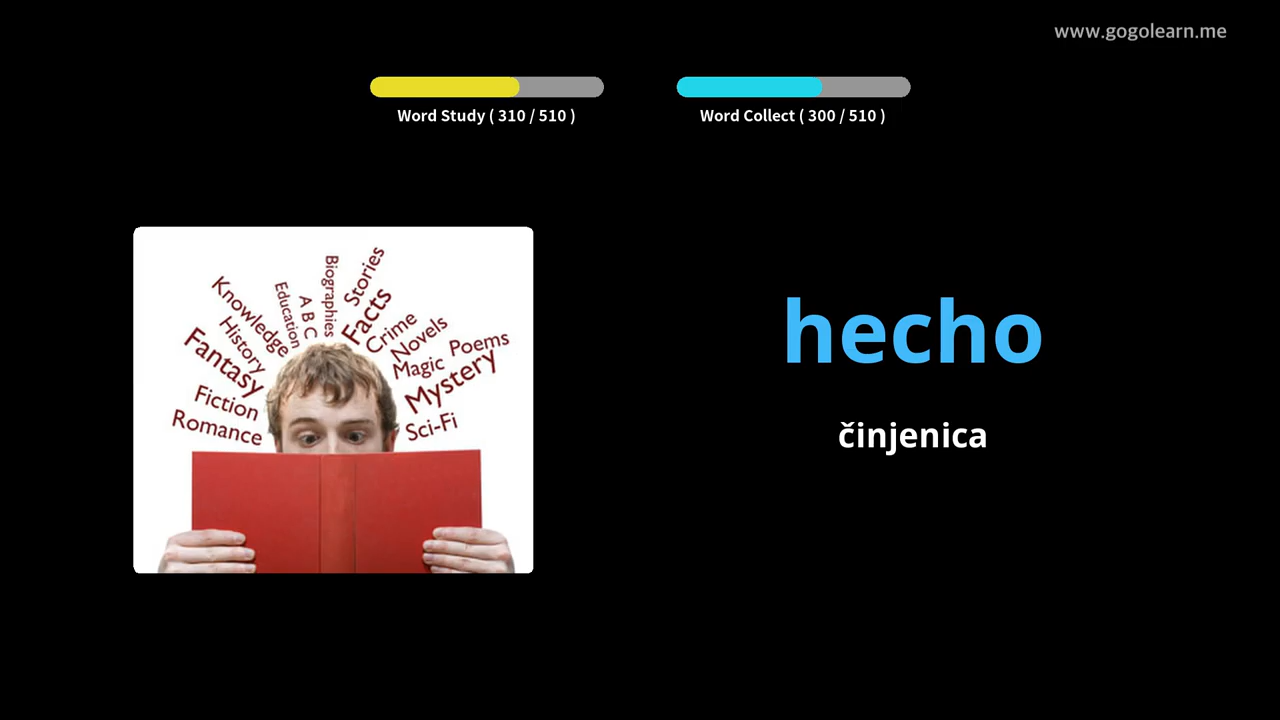 www.gogolearn.me
Word Study ( 310 / 510 )
Word Collect ( 300 / 510 )
hecho
činjenica
Biographies
Stories
Education
A B C
Facts
Knowledge
Crime
History
Novels
Fantasy
Magic
Poems
Mystery
Fiction
Romance
Sci-Fi